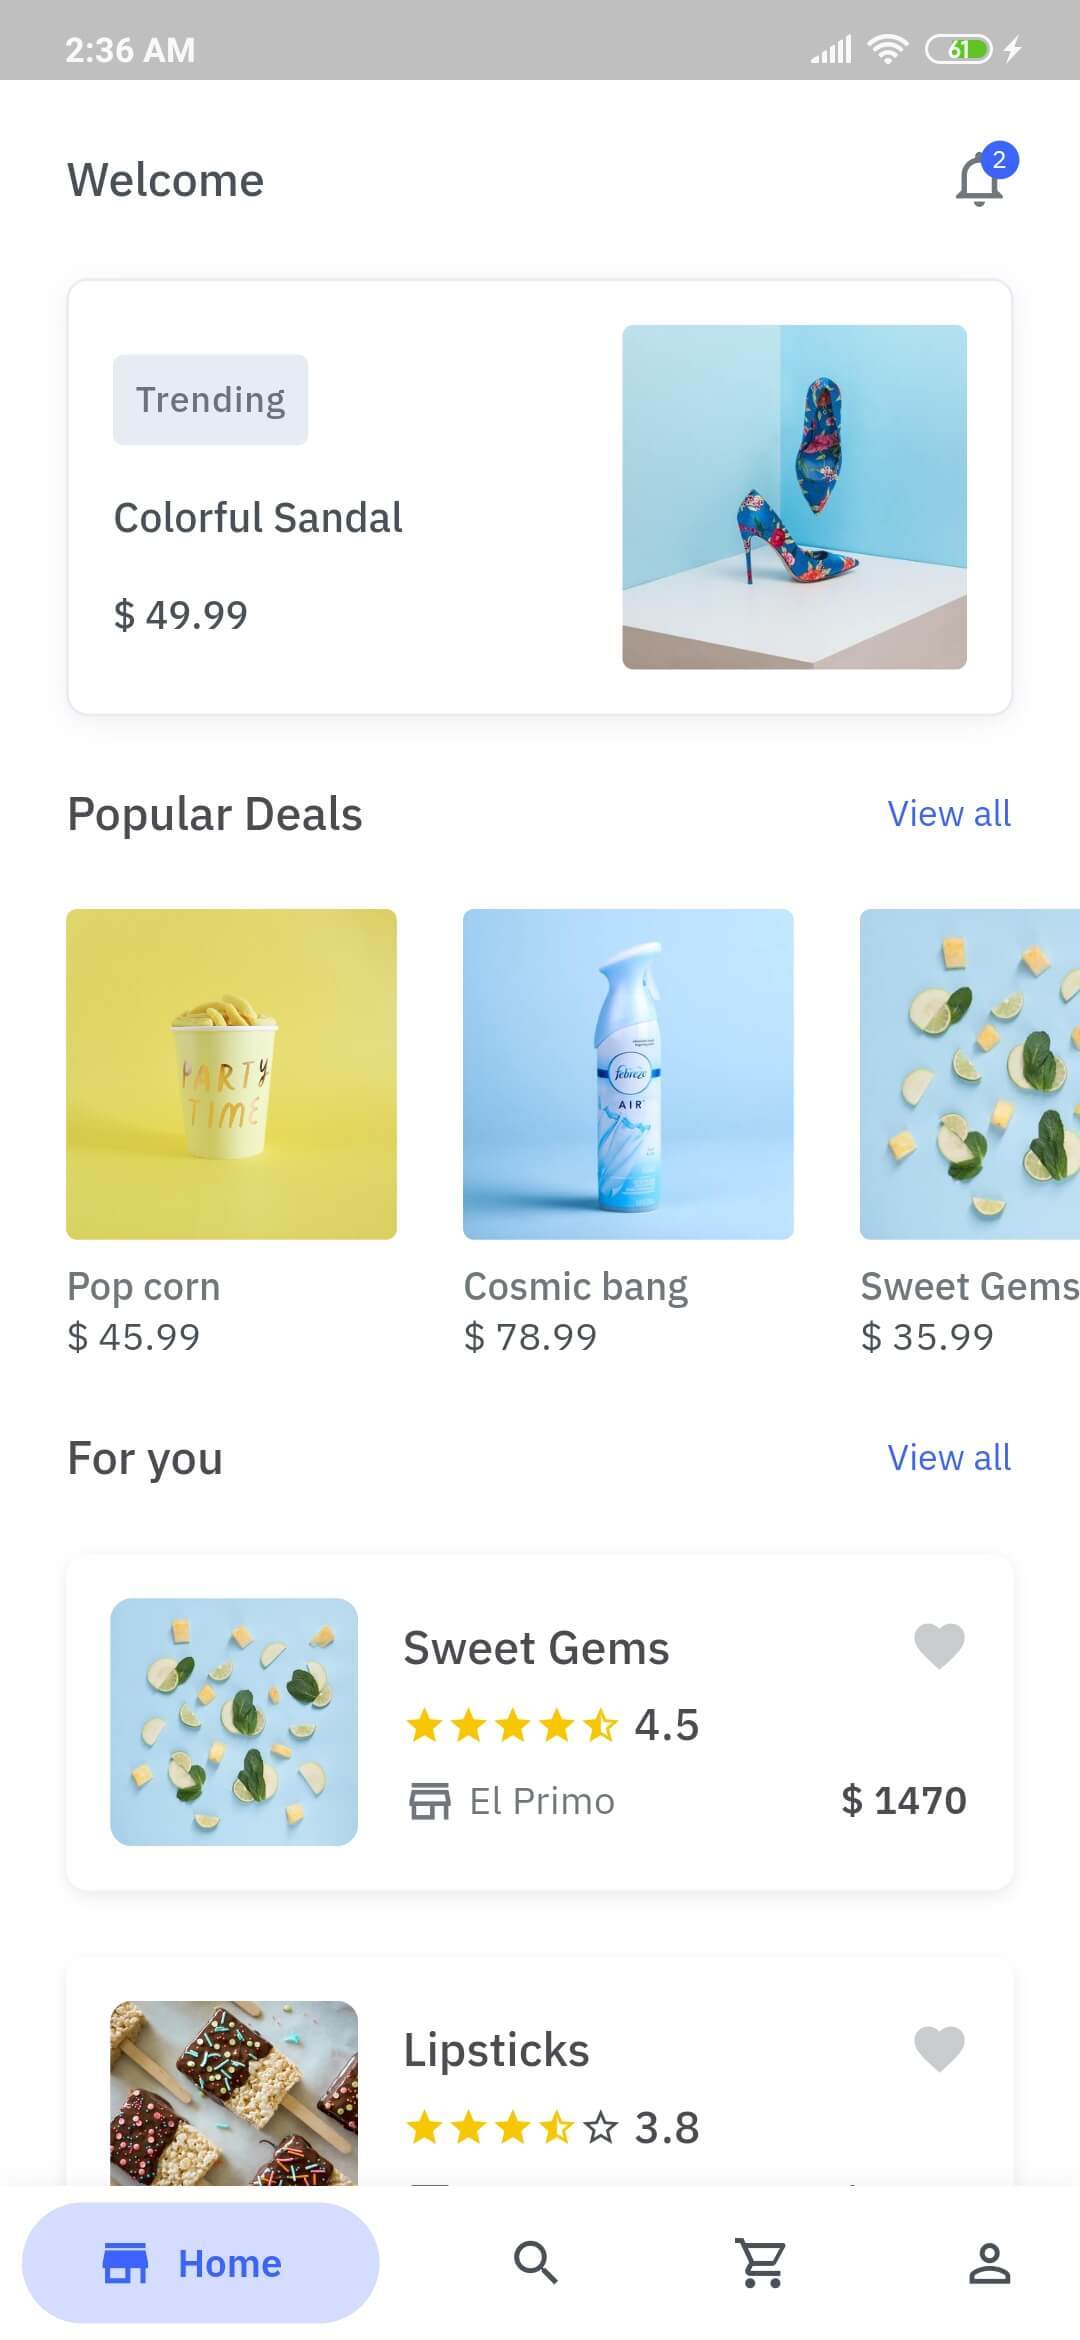 2:36 AM
61
Welcome
2
Trending
Colorful Sandal
$ 49.99
Popular Deals
View all
PARTY
TIME
febreze
AIR
Pop corn
Cosmic bang
Sweet Gems
$ 45.99
$ 78.99
$ 35.99
For you
View all
Sweet Gems
4.5
El Primo
$ 1470
Lipsticks
3.8
Home